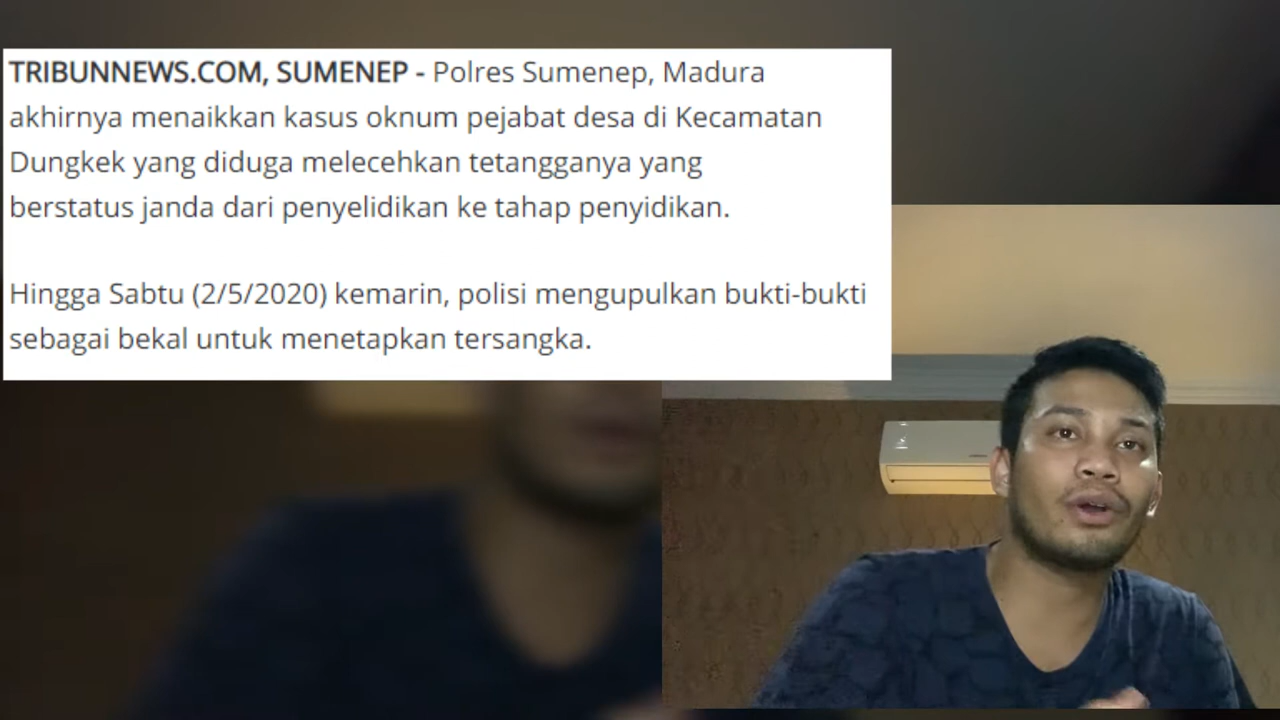 TRIBUNNEWS.COM, SUMENEP - Polres Sumenep, Madura
akhirnya menaikkan kasus oknum pejabat desa di Kecamatan
Dungkek yang diduga melecehkan tetangganya yang
berstatus janda dari penyelidikan ke tahap penyidikan.
Hingga Sabtu (2/5/2020) kemarin, polisi mengupulkan bukti-bukti
sebagai bekal untuk menetapkan tersangka.